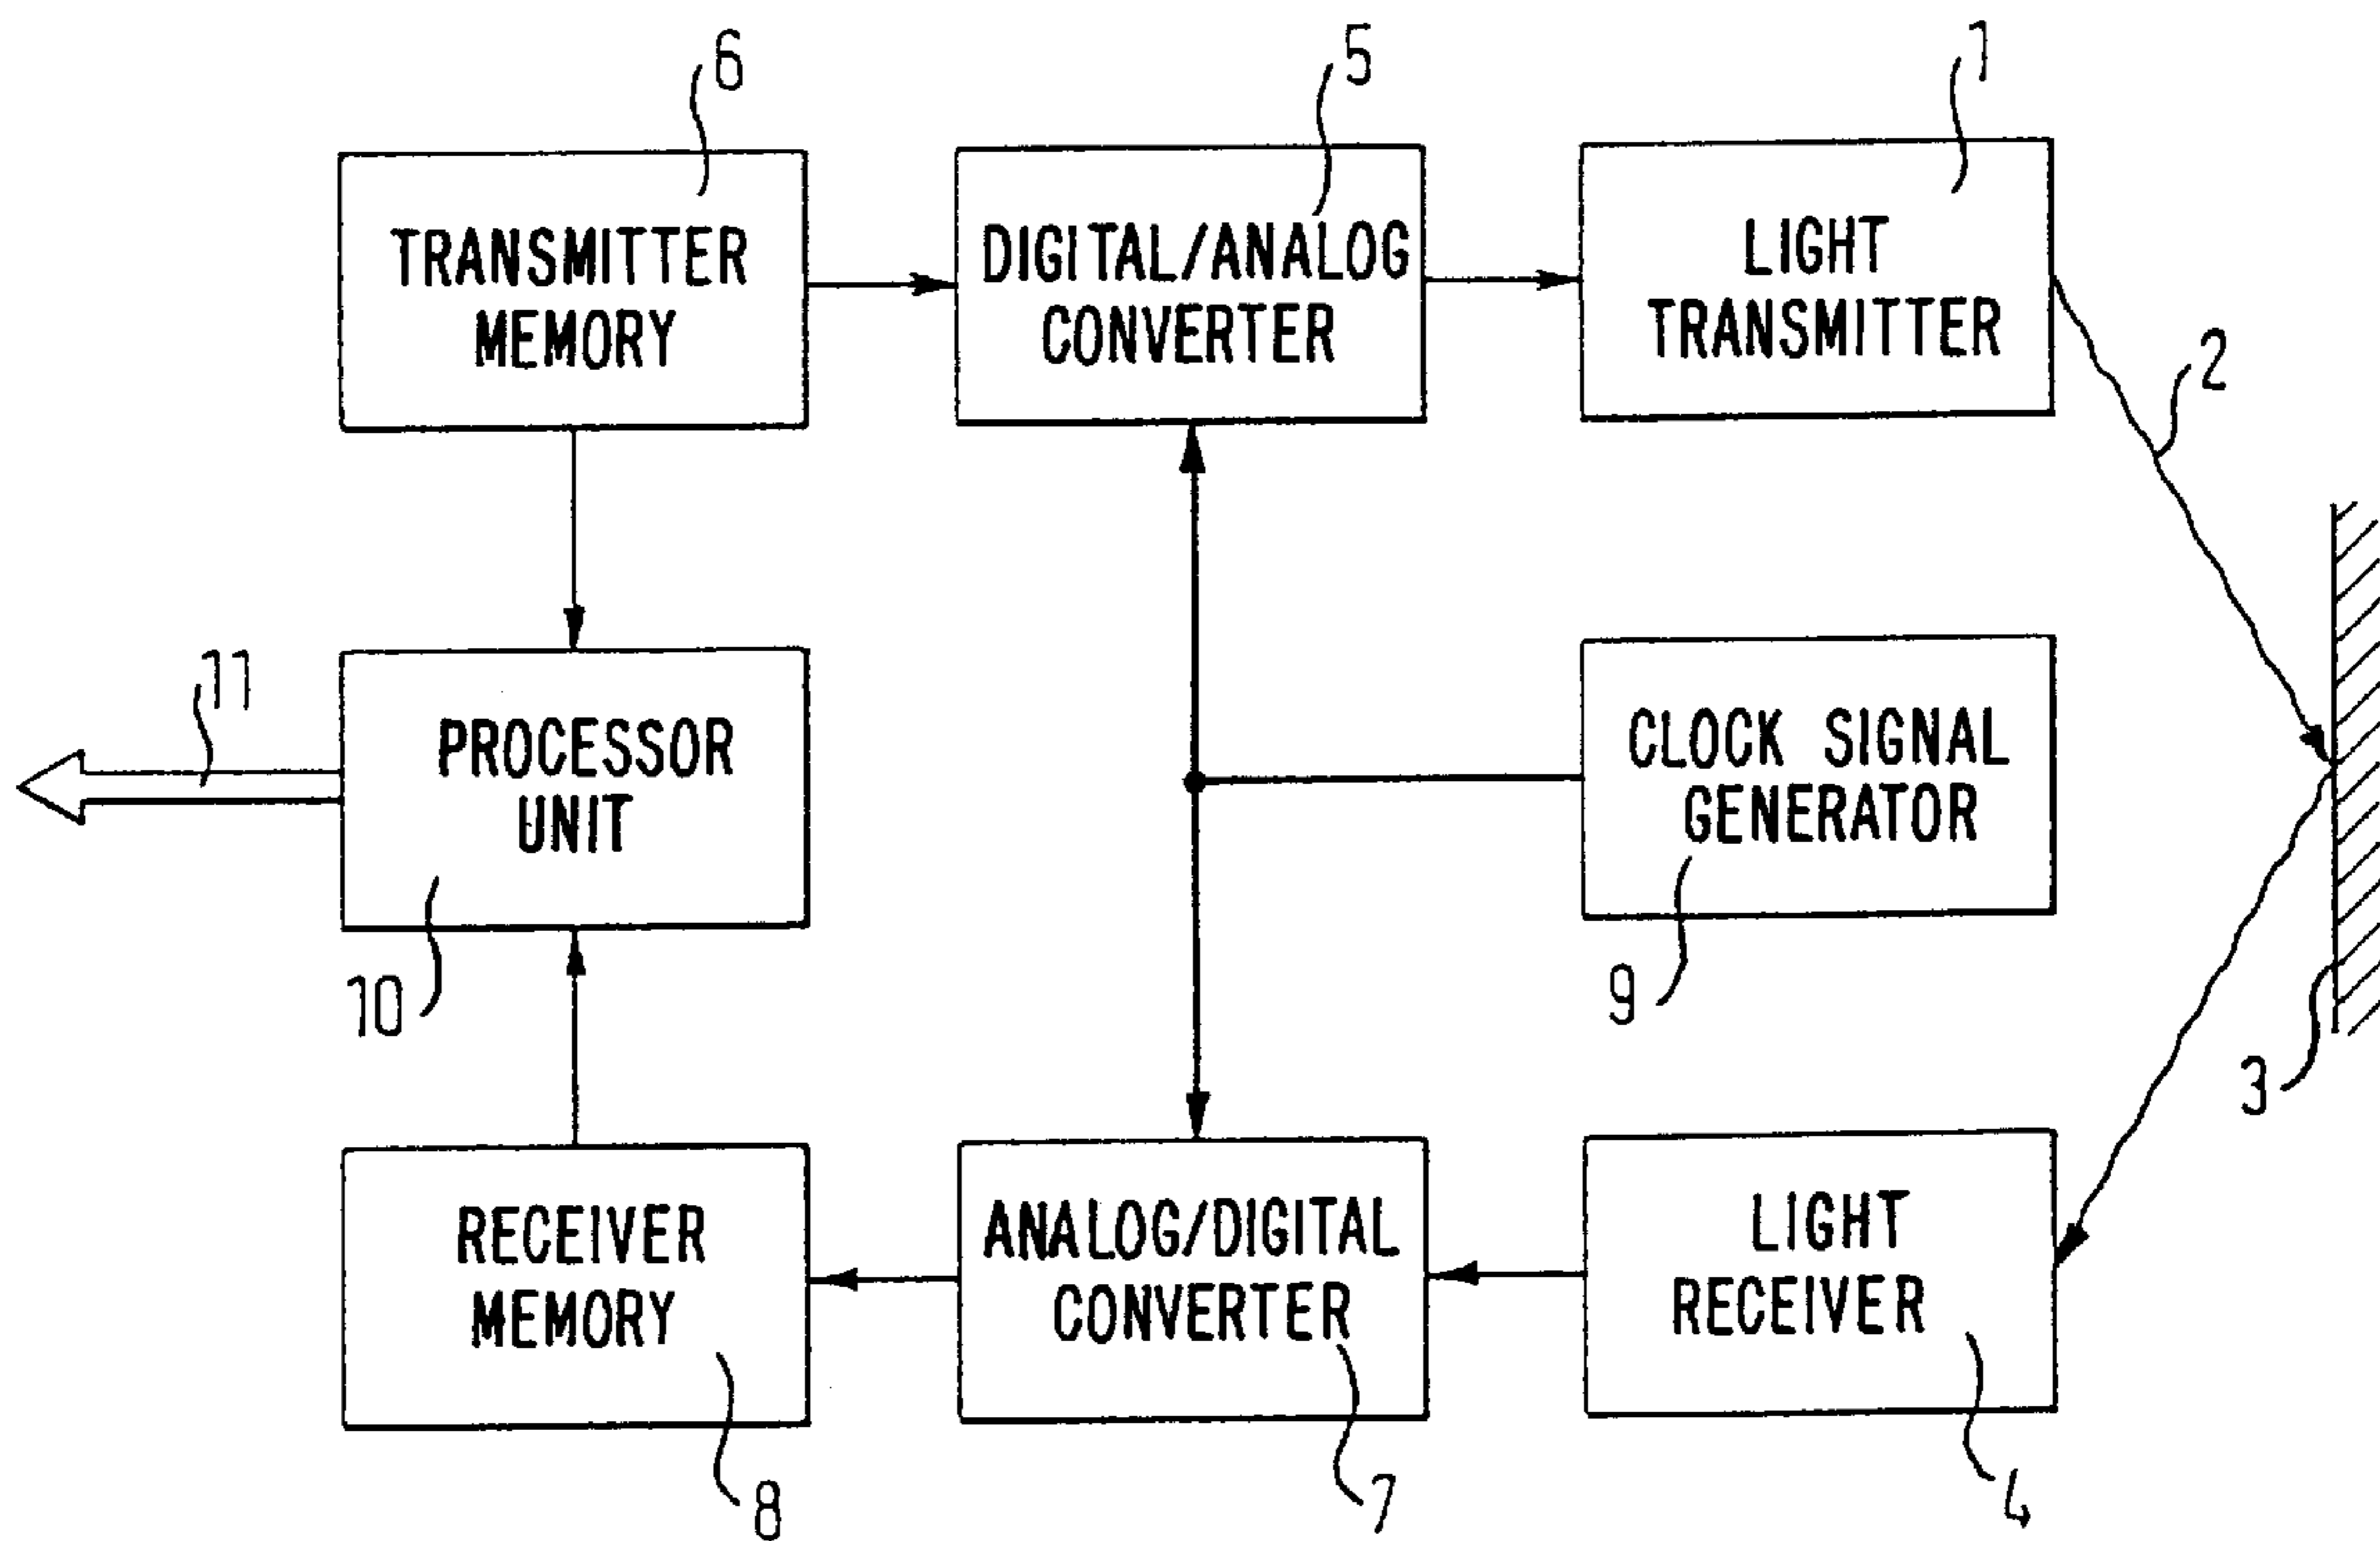 6
5
1
TRANSMITTER
MEMORY
DIGITAL/ANALOG
CONVERTER
LIGHT
TRANSMITTER
2
11
PROCESSOR
UNIT
CLOCK SIGNAL
GENERATOR
10
9
3
RECEIVER
MEMORY
ANALOG/DIGITAL
CONVERTER
LIGHT
RECEIVER
8
7
4